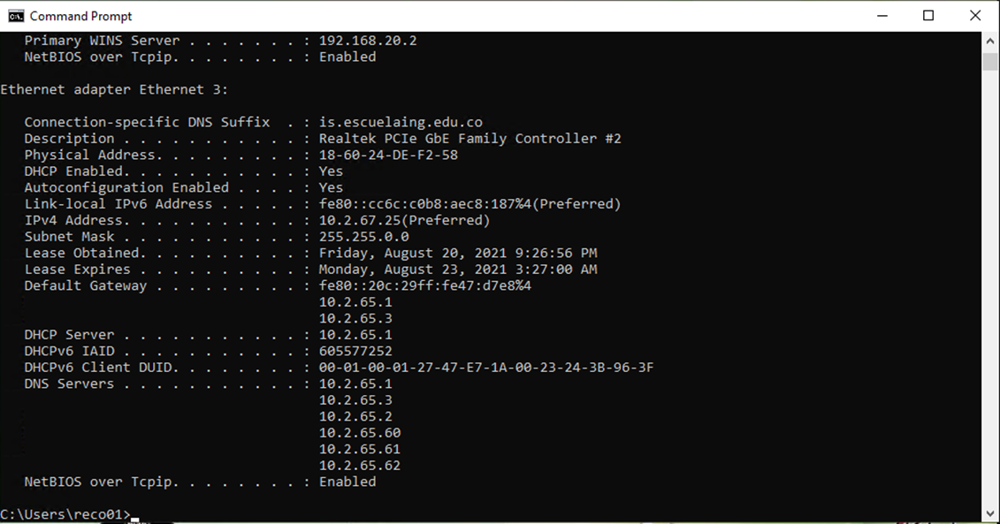 Command Prompt
Primary WINS Server . . . . . . . : 192.168.20.2
NetBIOS over Tcpip. . . . . . . . : Enabled
Ethernet adapter Ethernet 3:
Connection-specific DNS Suffix  . : is.escuelaing.edu.co
Description . . . . . . . . . . . : Realtek PCIe GbE Family Controller #2
Physical Address. . . . . . . . . : 18-60-24-DE-F2-58
DHCP Enabled. . . . . . . . . . . : Yes
Autoconfiguration Enabled . . . . : Yes
Link-local IPv6 Address . . . . . : fe80::cc6c:c0b8:aec8:187%4(Preferred)
IPv4 Address. . . . . . . . . . . : 10.2.67.25(Preferred)
Subnet Mask . . . . . . . . . . . : 255.255.0.0
Lease Obtained. . . . . . . . . . : Friday, August 20, 2021 9:26:56 PM
Lease Expires . . . . . . . . . . : Monday, August 23, 2021 3:27:00 AM
Default Gateway . . . . . . . . . : fe80::20c:29ff:fe47:d7e8%4
10.2.65.1
10.2.65.3
DHCP Server . . . . . . . . . . . : 10.2.65.1
DHCPv6 IAID . . . . . . . . . . . : 605577252
DHCPv6 Client DUID. . . . . . . . : 00-01-00-01-27-47-E7-1A-00-23-24-3B-96-3F
DNS Servers . . . . . . . . . . . : 10.2.65.1
10.2.65.3
10.2.65.2
10.2.65.60
10.2.65.61
10.2.65.62
NetBIOS over Tcpip. . . . . . . . : Enabled
C:\Users\reco01>